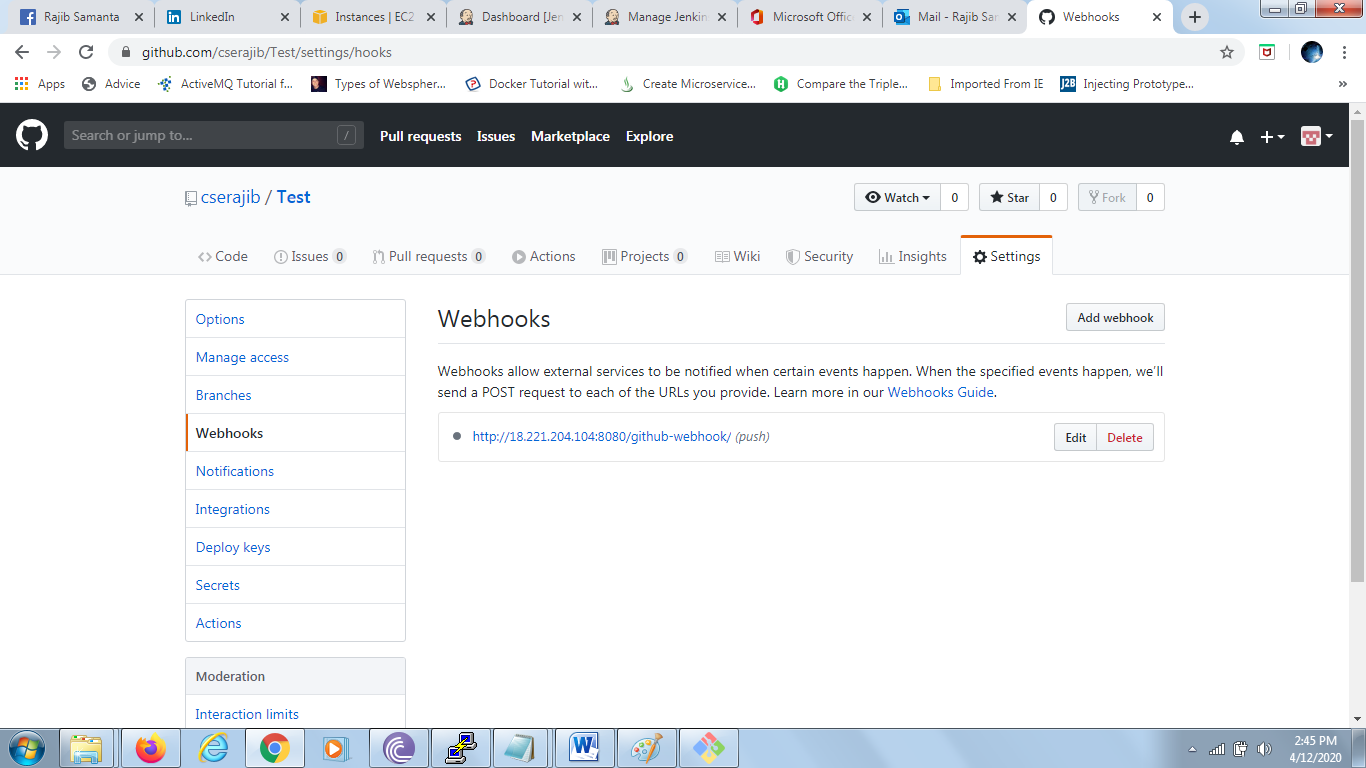 Rajib Samanta
LinkedIn
Instances | EC2
Dashboard [Jen
Manage Jenkin
Microsoft Offic
Mail - Rajib Sar
Webhooks
github.com/cserajib/Test/settings/hooks
Apps
Advice
ActiveMQ Tutorial f...
Types of Webspher...
Docker Tutorial wit...
Create Microservice...
Compare the Triple...
Imported From IE
J2B
Injecting Prototype...
»
Search or jump to...
/
Pull requests
Issues
Marketplace
Explore
cserajib / Test
Watch
0
Star
0
Fork
0
Code
Issues 0
Pull requests 0
Actions
Projects 0
Wiki
Security
Insights
Settings
Options
Manage access
Branches
Webhooks
Notifications
Integrations
Deploy keys
Secrets
Actions
Moderation
Interaction limits
Webhooks
Add webhook
Webhooks allow external services to be notified when certain events happen. When the specified events happen, we'll
send a POST request to each of the URLs you provide. Learn more in our Webhooks Guide.
http://18.221.204.104:8080/github-webhook/ (push)
Edit
Delete
2:45 PM
4/12/2020